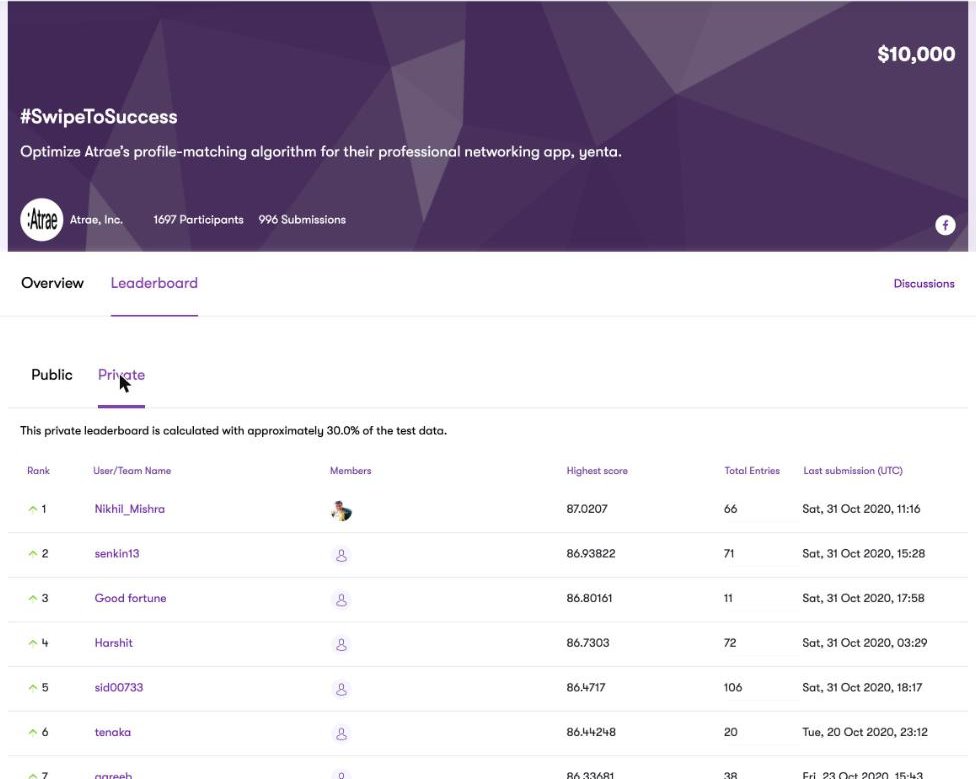 $10,000
#SwipeToSuccess
Optimize Atrae's profile-matching algorithm for their professional networking app, yenta.
:Atrae Atrae, Inc. 1697 Participants 996 Submissions
Overview Leaderboard Discussions
Public Private
This private leaderboard is calculated with approximately 30.0% of the test data.
Rank User/Team Name Members Highest score Total Entries Last submission (UTC)
1 Nikhil_Mishra 87.0207 66 Sat, 31 Oct 2020, 11:16
2 senkin13 86.93822 71 Sat, 31 Oct 2020, 15:28
3 Good fortune 86.80161 11 Sat, 31 Oct 2020, 17:58
4 Harshit 86.7303 72 Sat, 31 Oct 2020, 03:29
5 sid00733 86.4717 106 Sat, 31 Oct 2020, 18:17
6 tenaka 86.44248 20 Tue, 20 Oct 2020, 23:12
7 86.33681 38 Fri, 23 Oct 2020, 15:43